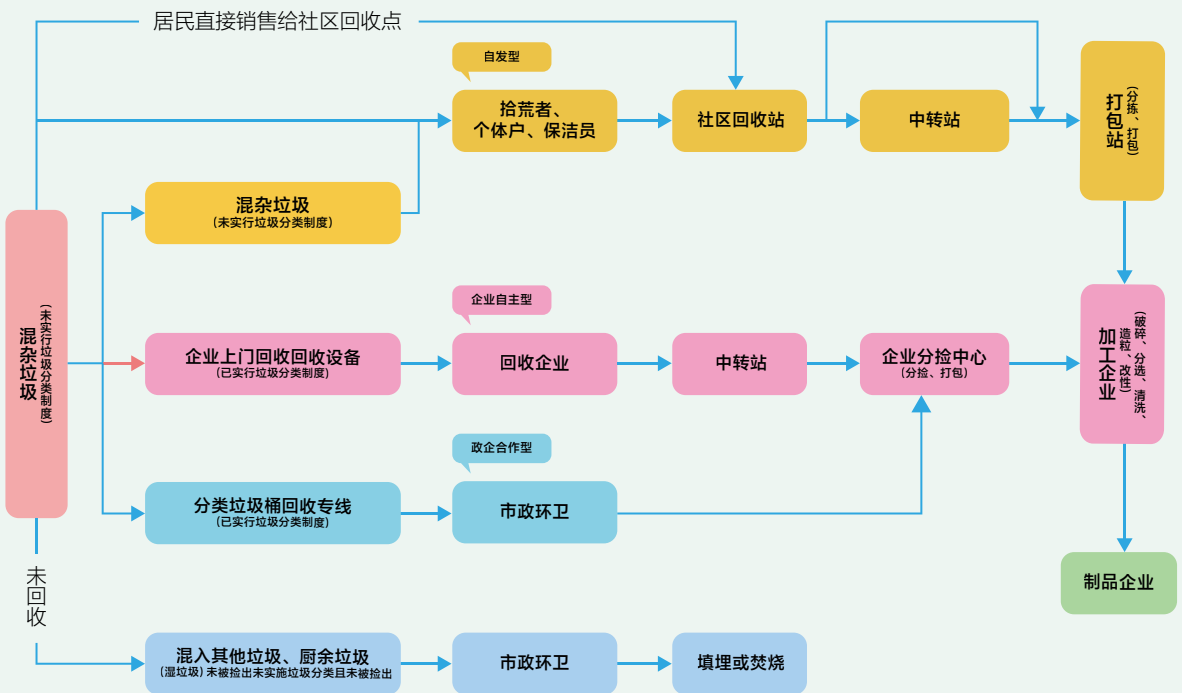 居民直接销售给社区回收点
自发型
拾荒者、
个体户、保洁员
社区回收站
中转站
打包站
(分拣、打包)
混杂垃圾
(未实行垃圾分类制度)
混杂垃圾
(未实行垃圾分类制度)
企业自主型
企业上门回收回收设备
(已实行垃圾分类制度)
回收企业
中转站
企业分捡中心
(分捡、打包)
加工企业
(破碎、分选、清洗、
造粒、改性)
政企合作型
分类垃圾桶回收专线
(已实行垃圾分类制度)
市政环卫
制品企业
未回收
混入其他垃圾、厨余垃圾
(湿垃圾) 未被捡出未实施垃圾分类且未被捡出
市政环卫
填埋或焚烧